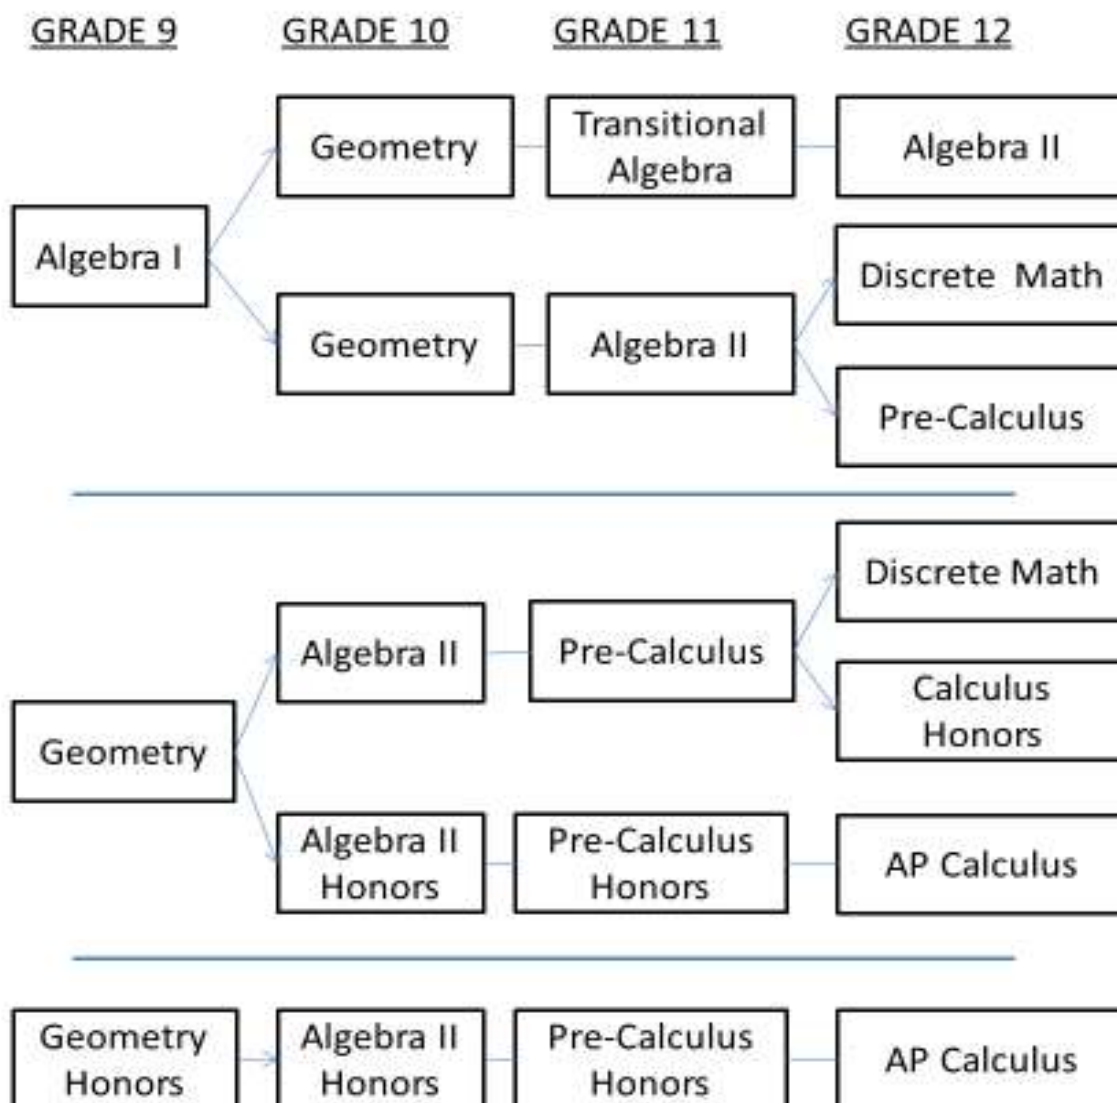 GRADE 9 GRADE 10 GRADE 11 GRADE 12
Geometry
Transitional
Algebra
Algebra II
Algebra I
Discrete  Math
Geometry
Algebra II
Pre-Calculus
Discrete Math
Algebra II
Pre-Calculus
Calculus
Honors
Geometry
Algebra II
Honors
Pre-Calculus
Honors
AP Calculus
Geometry
Honors
Algebra II
Honors
Pre-Calculus
Honors
AP Calculus